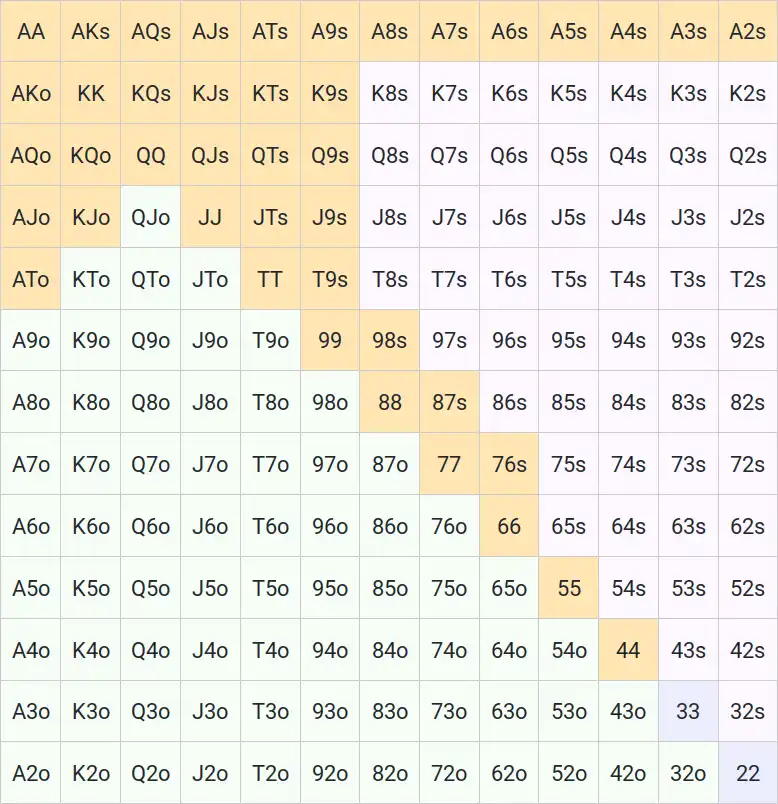 AA AKs AQs AJs ATs A9s A8s A7s A6s A5s A4s A3s A2s
AKo KK KQs KJs KTs K9s K8s K7s K6s K5s K4s K3s K2s
AQo KQo QQ QJs QTs Q9s Q8s Q7s Q6s Q5s Q4s Q3s Q2s
AJo KJo QJo JJ JTs J9s J8s J7s J6s J5s J4s J3s J2s
ATo KTo QTo JTo TT T9s T8s T7s T6s T5s T4s T3s T2s
A9o K9o Q9o J9o T9o 99 98s 97s 96s 95s 94s 93s 92s
A8o K8o Q8o J8o T8o 98o 88 87s 86s 85s 84s 83s 82s
A7o K7o Q7o J7o T7o 97o 87o 77 76s 75s 74s 73s 72s
A6o K6o Q6o J6o T6o 96o 86o 76o 66 65s 64s 63s 62s
A5o K5o Q5o J5o T5o 95o 85o 75o 65o 55 54s 53s 52s
A4o K4o Q4o J4o T4o 94o 84o 74o 64o 54o 44 43s 42s
A3o K3o Q3o J3o T3o 93o 83o 73o 63o 53o 43o 33 32s
A2o K2o Q2o J2o T2o 92o 82o 72o 62o 52o 42o 32o 22